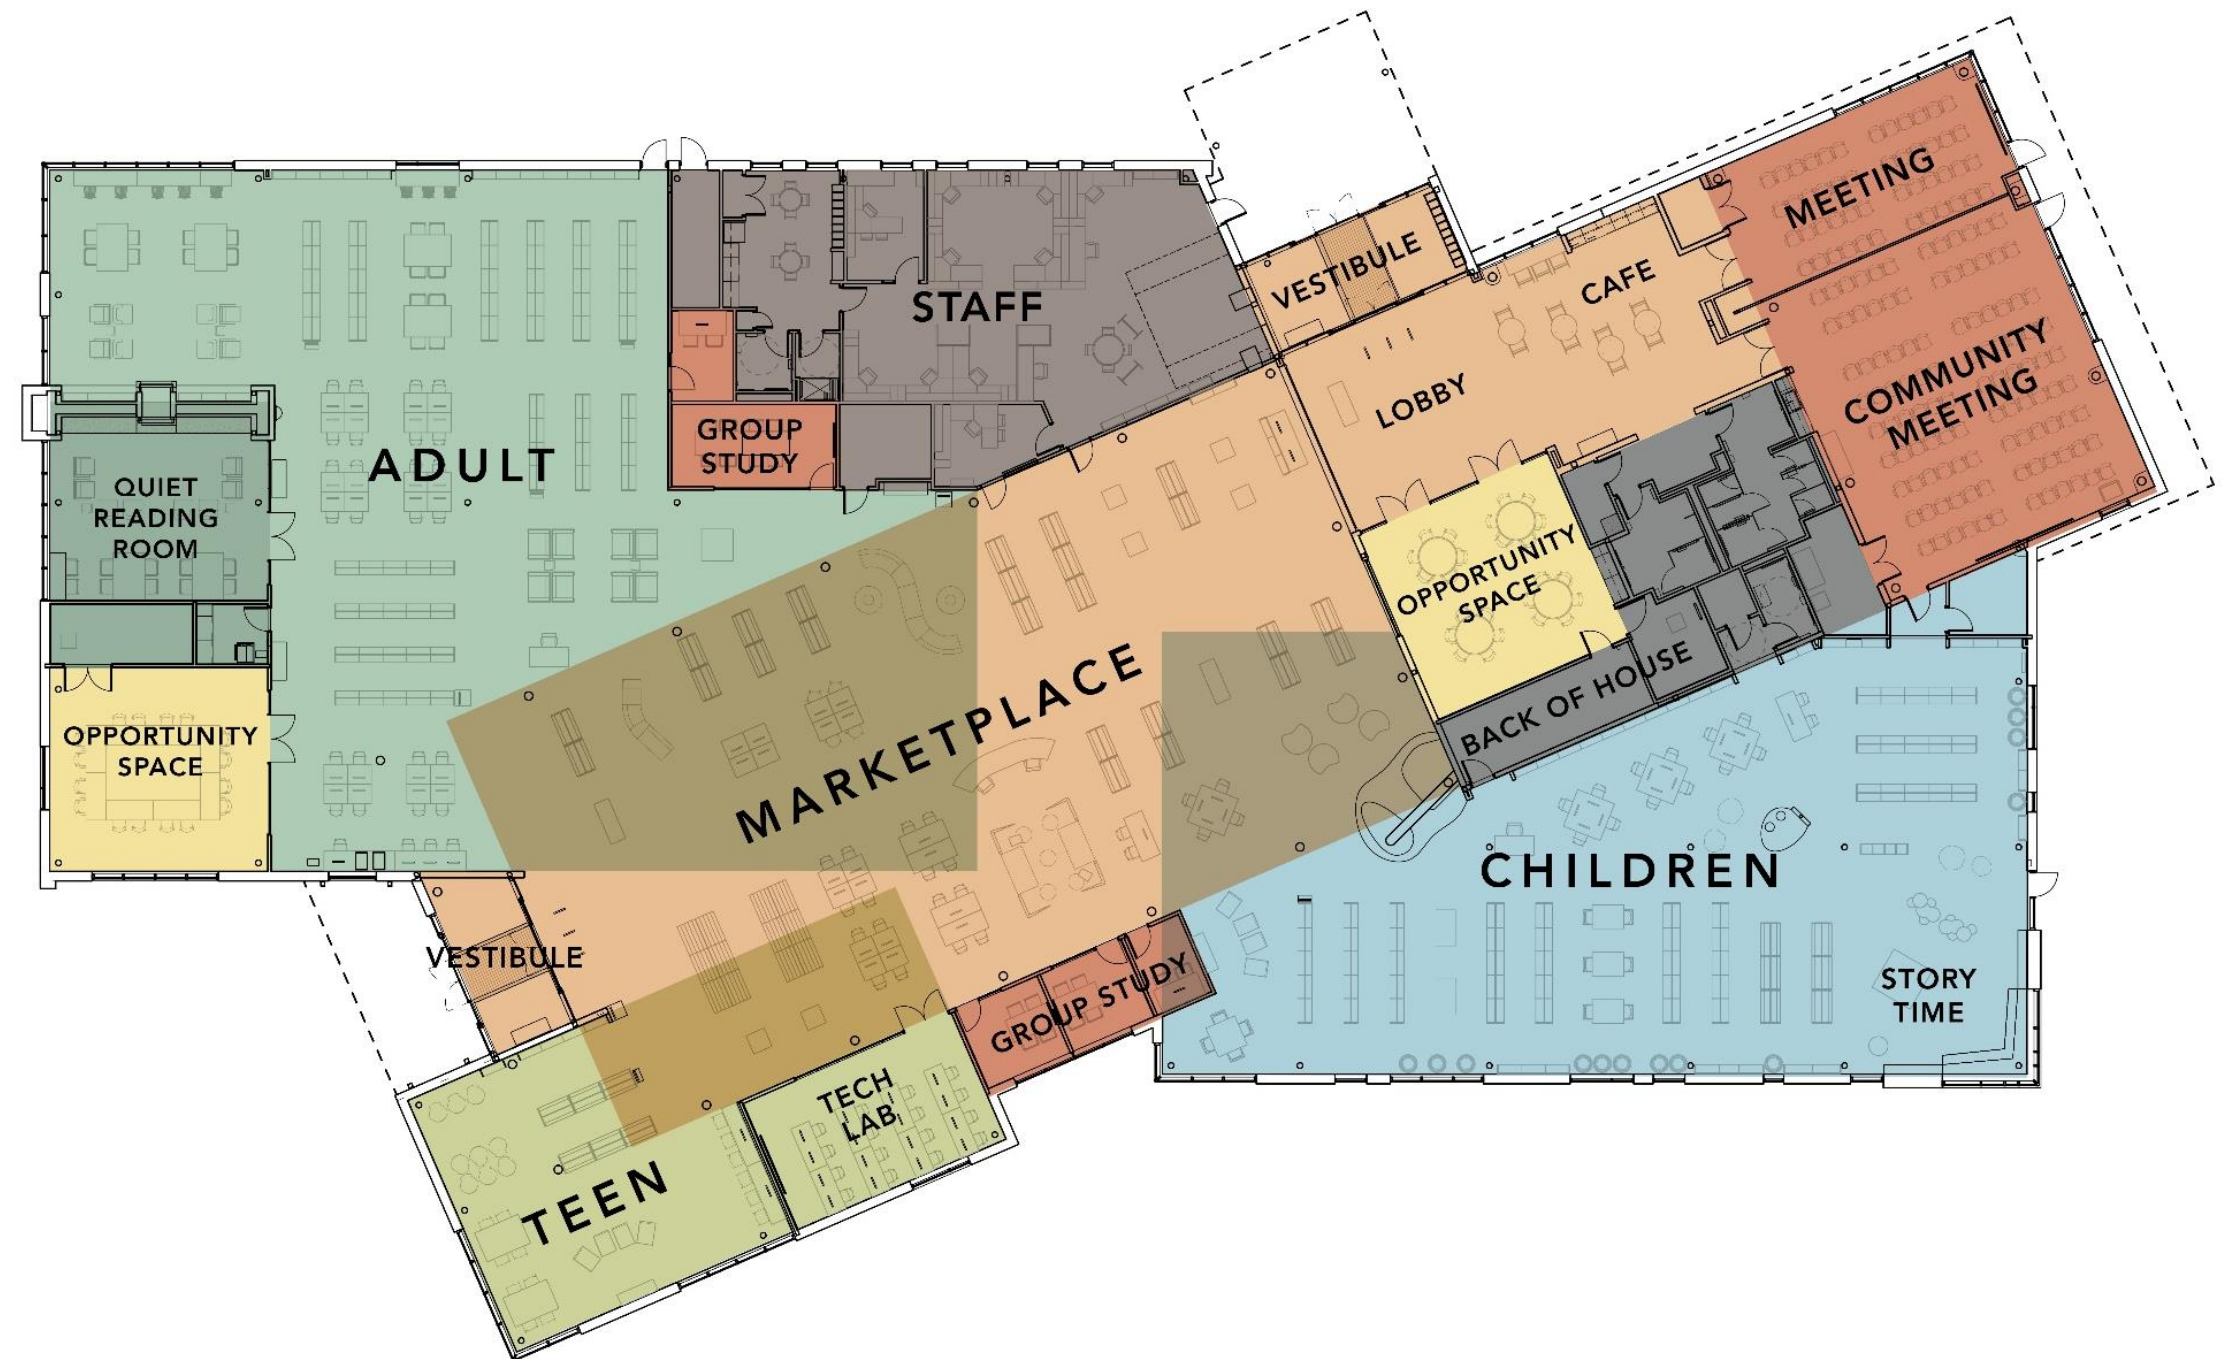 MEETING
VESTIBULE
CAFE
STAFF
COMMUNITY
MEETING
LOBBY
GROUP
STUDY
ADULT
QUIET
READING
ROOM
OPPORTUNITY
SPACE
MARKETPLACE
BACK OF HOUSE
OPPORTUNITY
SPACE
CHILDREN
VESTIBULE
GROUP STUDY
STORY
TIME
TECH
LAB
TEEN